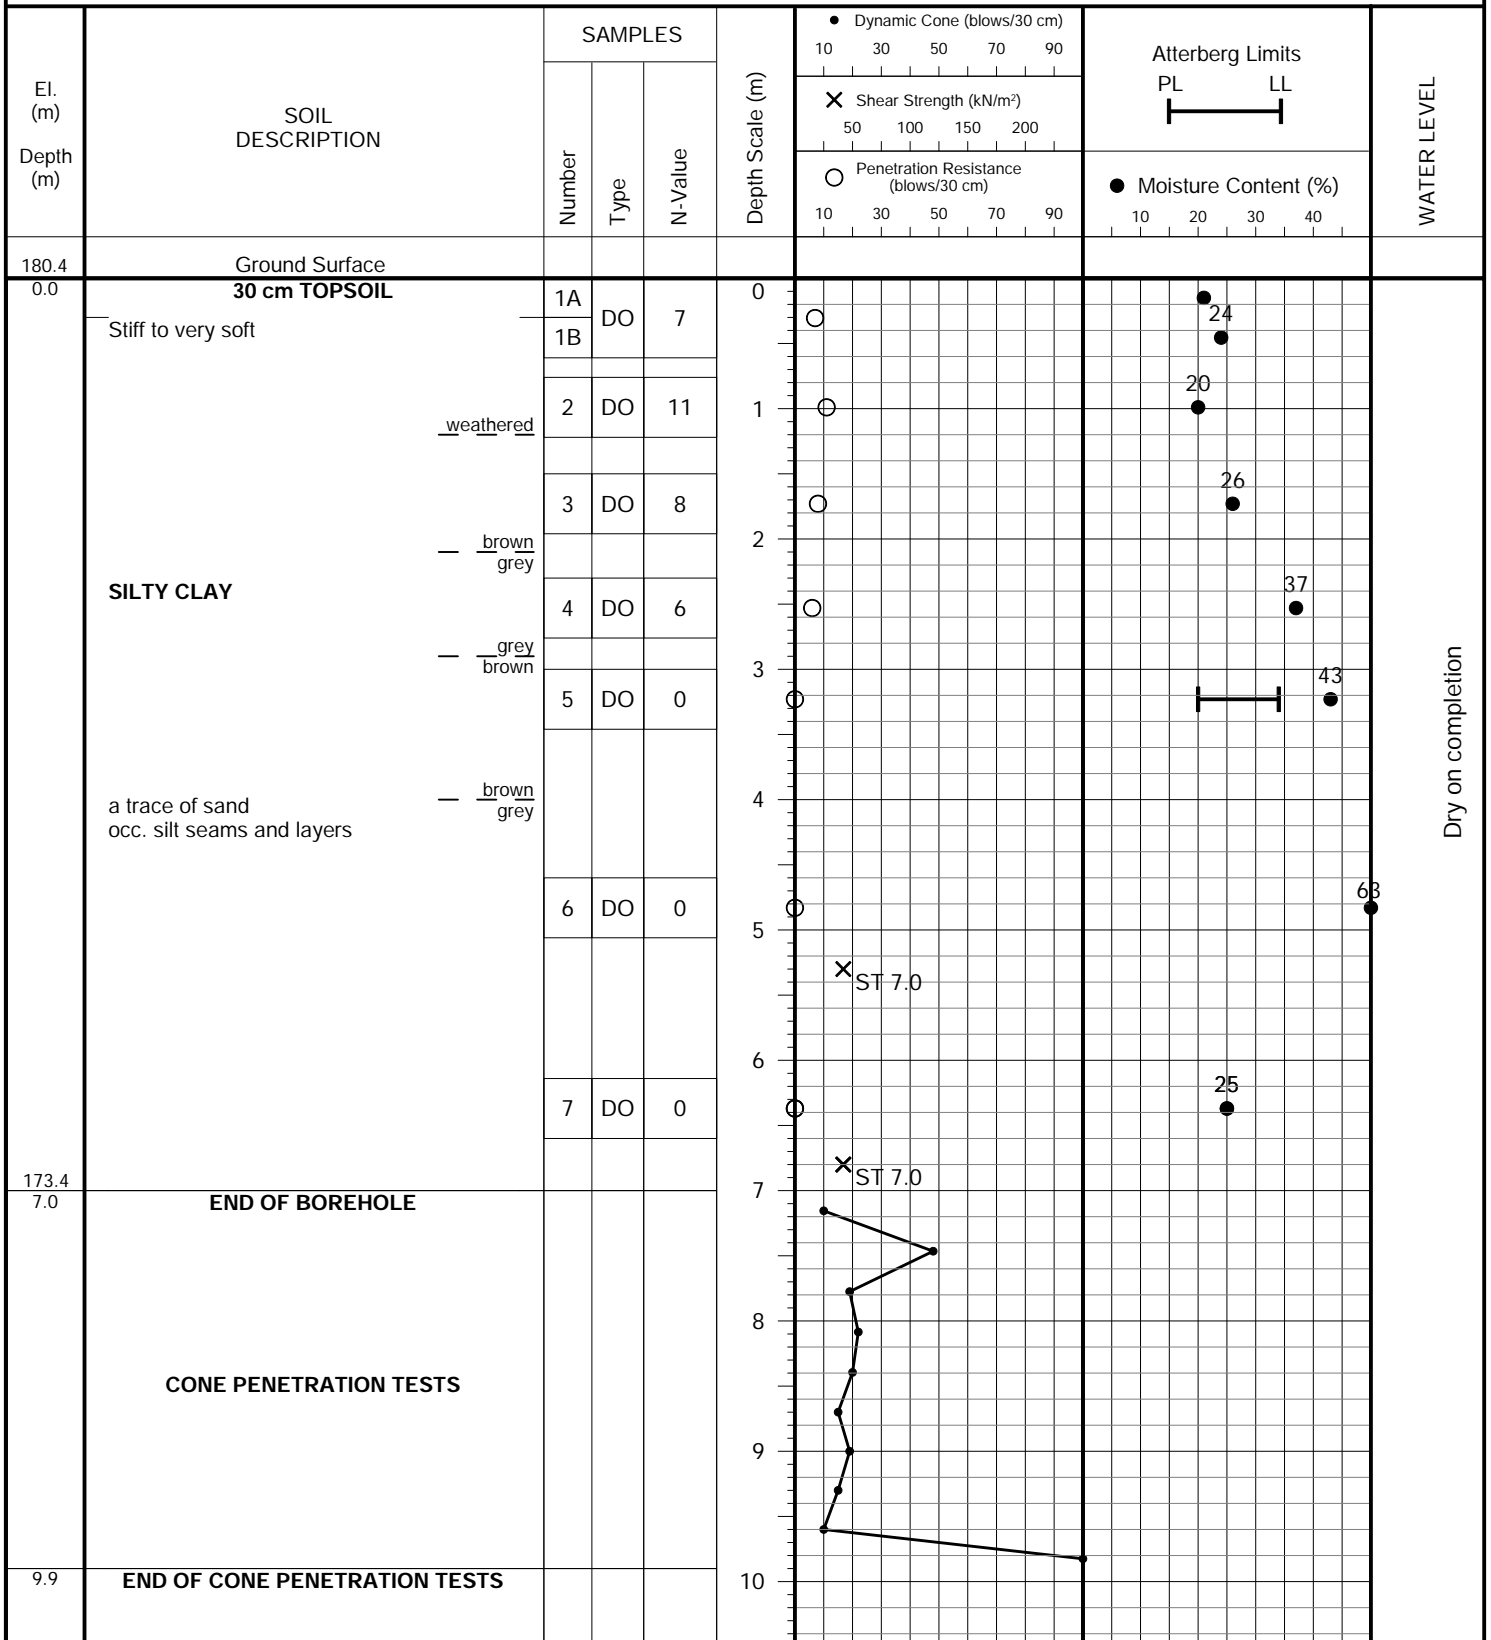 El.
(m)
Depth
(m)
SOIL
DESCRIPTION
SAMPLES
Number
Type
N-Value
Depth Scale (m)
Dynamic Cone (blows/30 cm)
10 30 50 70 90
Shear Strength (kN/m²)
50 100 150 200
Penetration Resistance
(blows/30 cm)
10 30 50 70 90
Atterberg Limits
PL LL
Moisture Content (%)
10 20 30 40
WATER LEVEL
180.4 Ground Surface
0.0 30 cm TOPSOIL 1A DO 7 0
24
Stiff to very soft 1B
20
2 DO 11 1
weathered
26
3 DO 8
brown 2
grey
37
SILTY CLAY 4 DO 6
grey
brown 3
43
5 DO 0
brown 4
a trace of sand grey
occ. silt seams and layers
63
6 DO 0
5
ST 7.0
6
25
7 DO 0
ST 7.0
173.4 7
7.0 END OF BOREHOLE
8
CONE PENETRATION TESTS
9
9.9 END OF CONE PENETRATION TESTS 10
Dry on completion